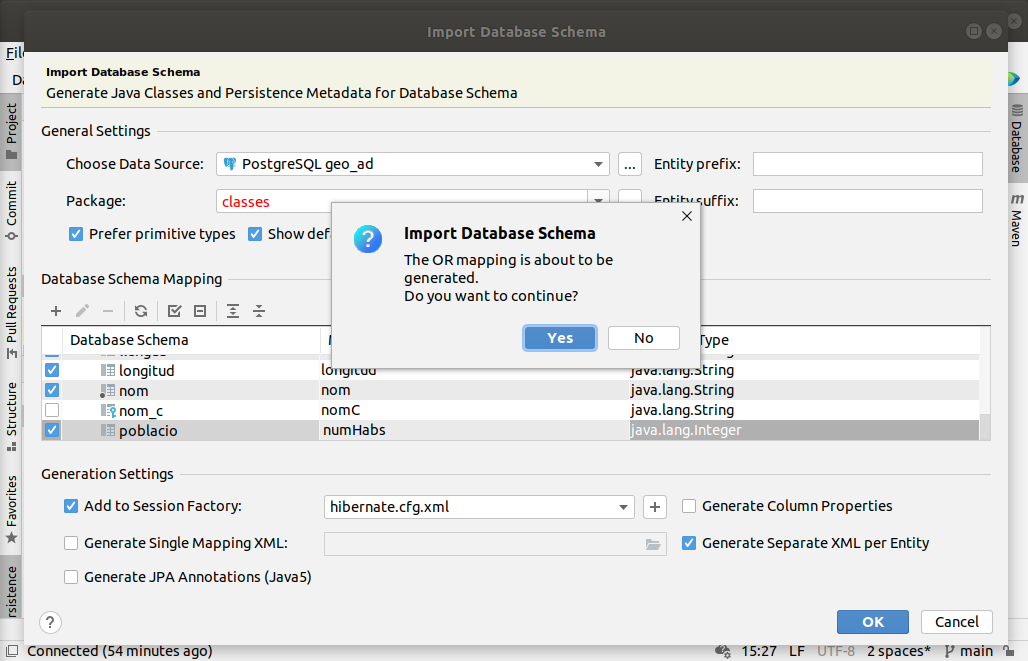 Import Database Schema
Import Database Schema
Generate Java Classes and Persistence Metadata for Database Schema
General Settings
Choose Data Source:
PostgreSQL geo_ad
...
Entity prefix:
Package:
classes
Entity suffix:
Prefer primitive types
Show def
Import Database Schema
The OR mapping is about to be
generated.
Do you want to continue?
Yes
No
Database Schema Mapping
Database Schema
Type
longitud
longitud
java.lang.String
nom
nom
java.lang.String
nom_c
nomC
java.lang.String
poblacio
numHabs
java.lang.Integer
Generation Settings
Add to Session Factory:
hibernate.cfg.xml
Generate Column Properties
Generate Single Mapping XML:
Generate Separate XML per Entity
Generate JPA Annotations (Java5)
?
OK
Cancel
Project
Commit
Pull Requests
Structure
Favorites
rsistence
Database
m
Maven
Connected (54 minutes ago)
15:27
LF
UTF-8
2 spaces*
main